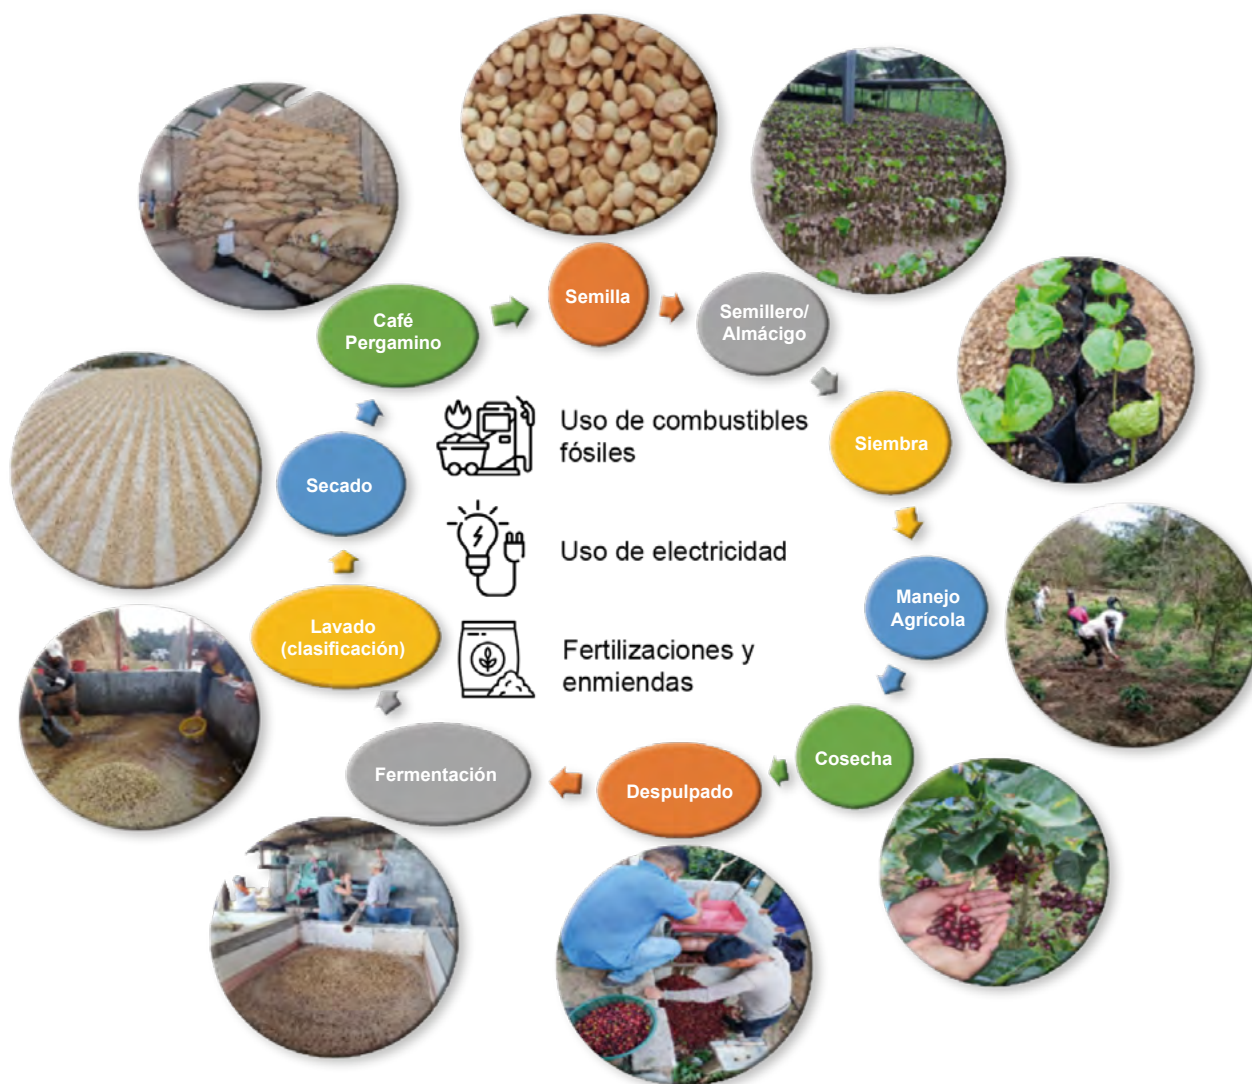 Semilla
Semillero/
Almácigo
Siembra
Manejo
Agrícola
Cosecha
Despulpado
Fermentación
Lavado
(clasificación)
Secado
Café
Pergamino
Uso de combustibles
fósiles
Uso de electricidad
Fertilizaciones y
enmiendas